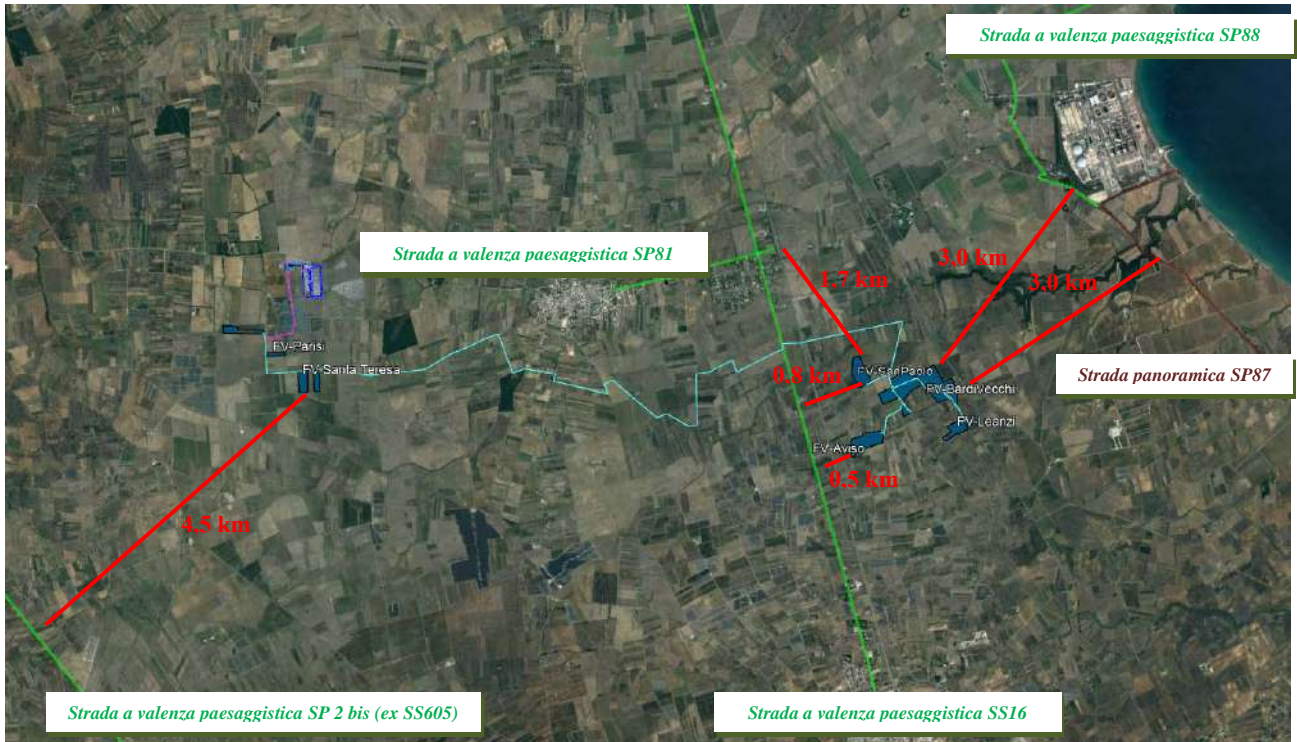 Strada a valenza paesaggistica SP88
Strada a valenza paesaggistica SP81
1,7 km
3,0 km
3,0 km
FV-Parisi
FV-Santa Teresa
0,8 km
FV-SanPaolo
FV-BardiVecchi
Strada panoramica SP87
FV-Leanzi
FV-Aviso
0,5 km
4,5 km
Strada a valenza paesaggistica SP 2 bis (ex SS605)
Strada a valenza paesaggistica SS16